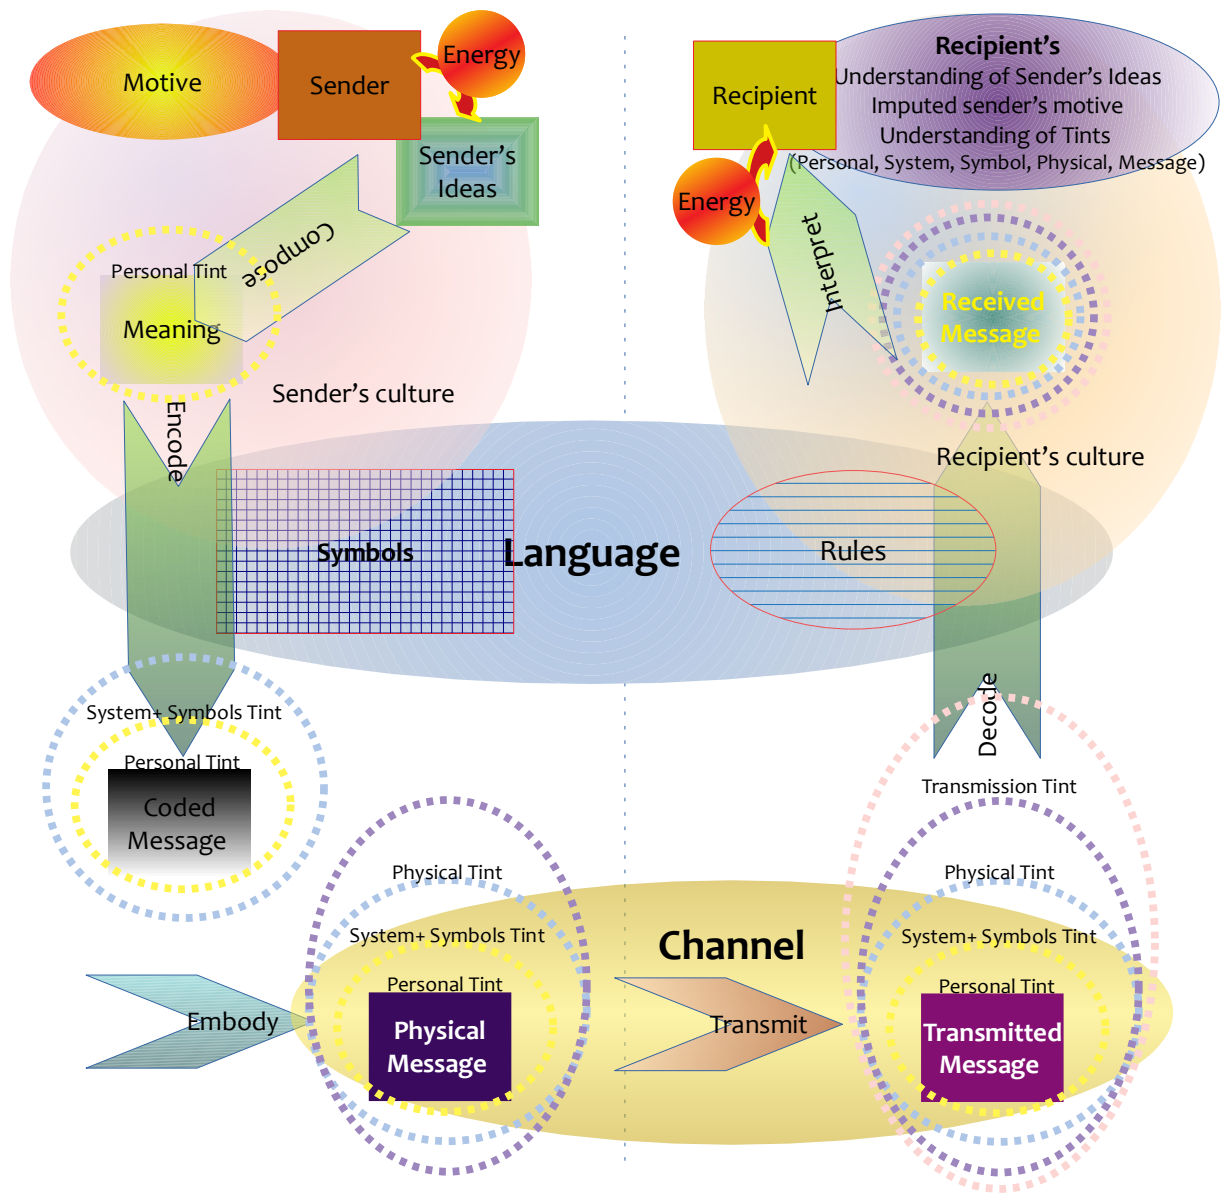 Motive
Sender
Energy
Sender's
Ideas
Compose
Personal Tint
Meaning
Sender's culture
Encode
Recipient
Energy
Recipient's
Understanding of Sender's Ideas
Imputed sender's motive
Understanding of Tints
(Personal, System, Symbol, Physical, Message)
Interpret
Received
Message
Recipient's culture
Symbols
Language
Rules
Decode
System+ Symbols Tint
Personal Tint
Coded
Message
Embody
Physical Tint
System+ Symbols Tint
Personal Tint
Physical
Message
Channel
Transmit
Transmission Tint
Physical Tint
System+ Symbols Tint
Personal Tint
Transmitted
Message